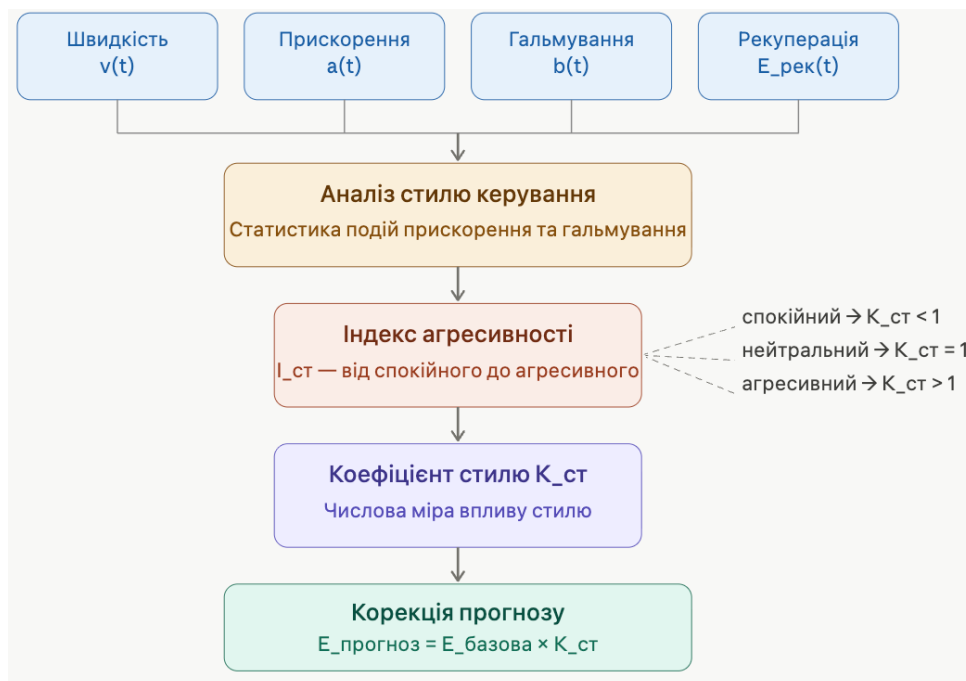 Швидкість
v(t)
Прискорення
a(t)
Гальмування
b(t)
Рекуперація
E_рек(t)
Аналіз стилю керування
Статистика подій прискорення та гальмування
Індекс агресивності
I_ст — від спокійного до агресивного
спокійний → K_ст < 1
нейтральний → K_ст = 1
агресивний → K_ст > 1
Коефіцієнт стилю K_ст
Числова міра впливу стилю
Корекція прогнозу
E_прогноз = E_базова × K_ст